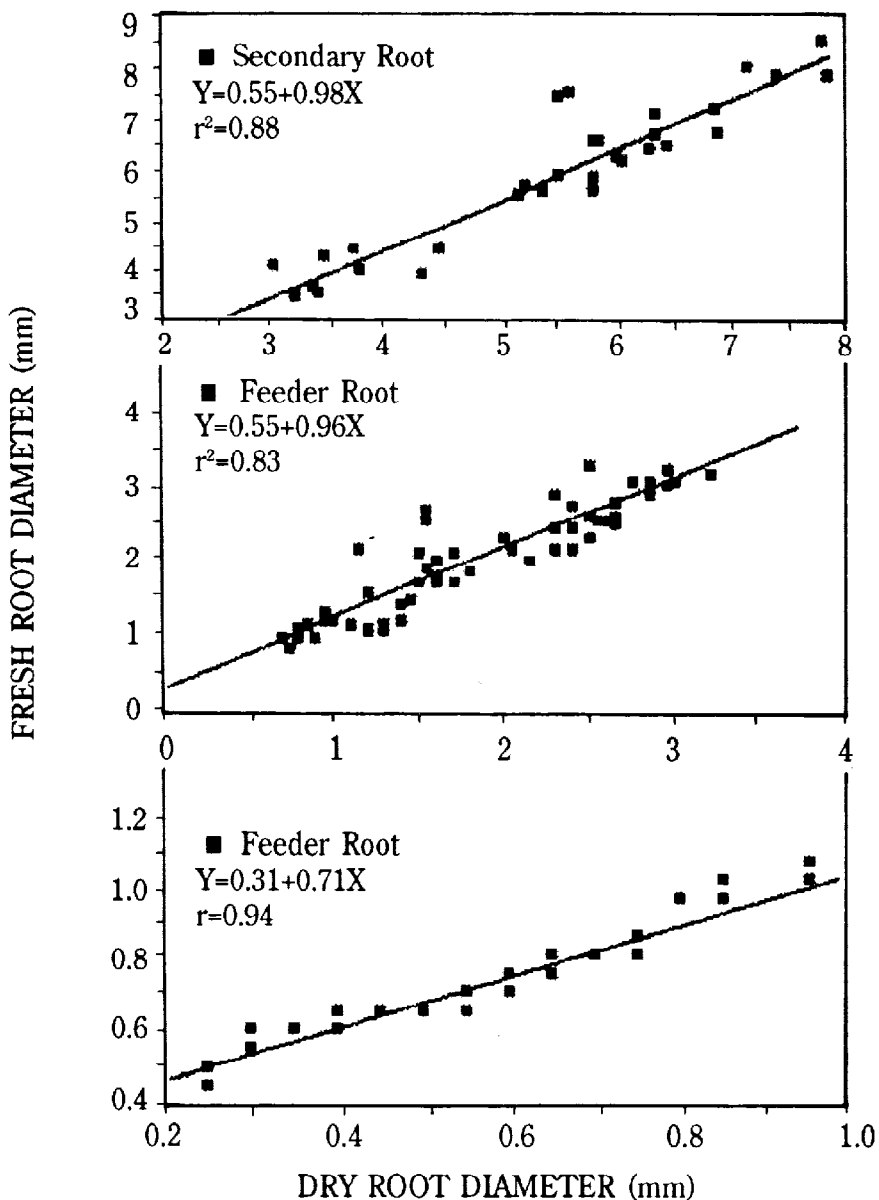 FRESH ROOT DIAMETER (mm)
9
8
7
6
5
4
3
■ Secondary Root
Y=0.55+0.98X
r²=0.88
2 3 4 5 6 7 8
4
3
2
1
0
■ Feeder Root
Y=0.55+0.96X
r²=0.83
0 1 2 3 4
1.2
1.0
0.8
0.6
0.4
■ Feeder Root
Y=0.31+0.71X
r=0.94
0.2 0.4 0.6 0.8 1.0
DRY ROOT DIAMETER (mm)